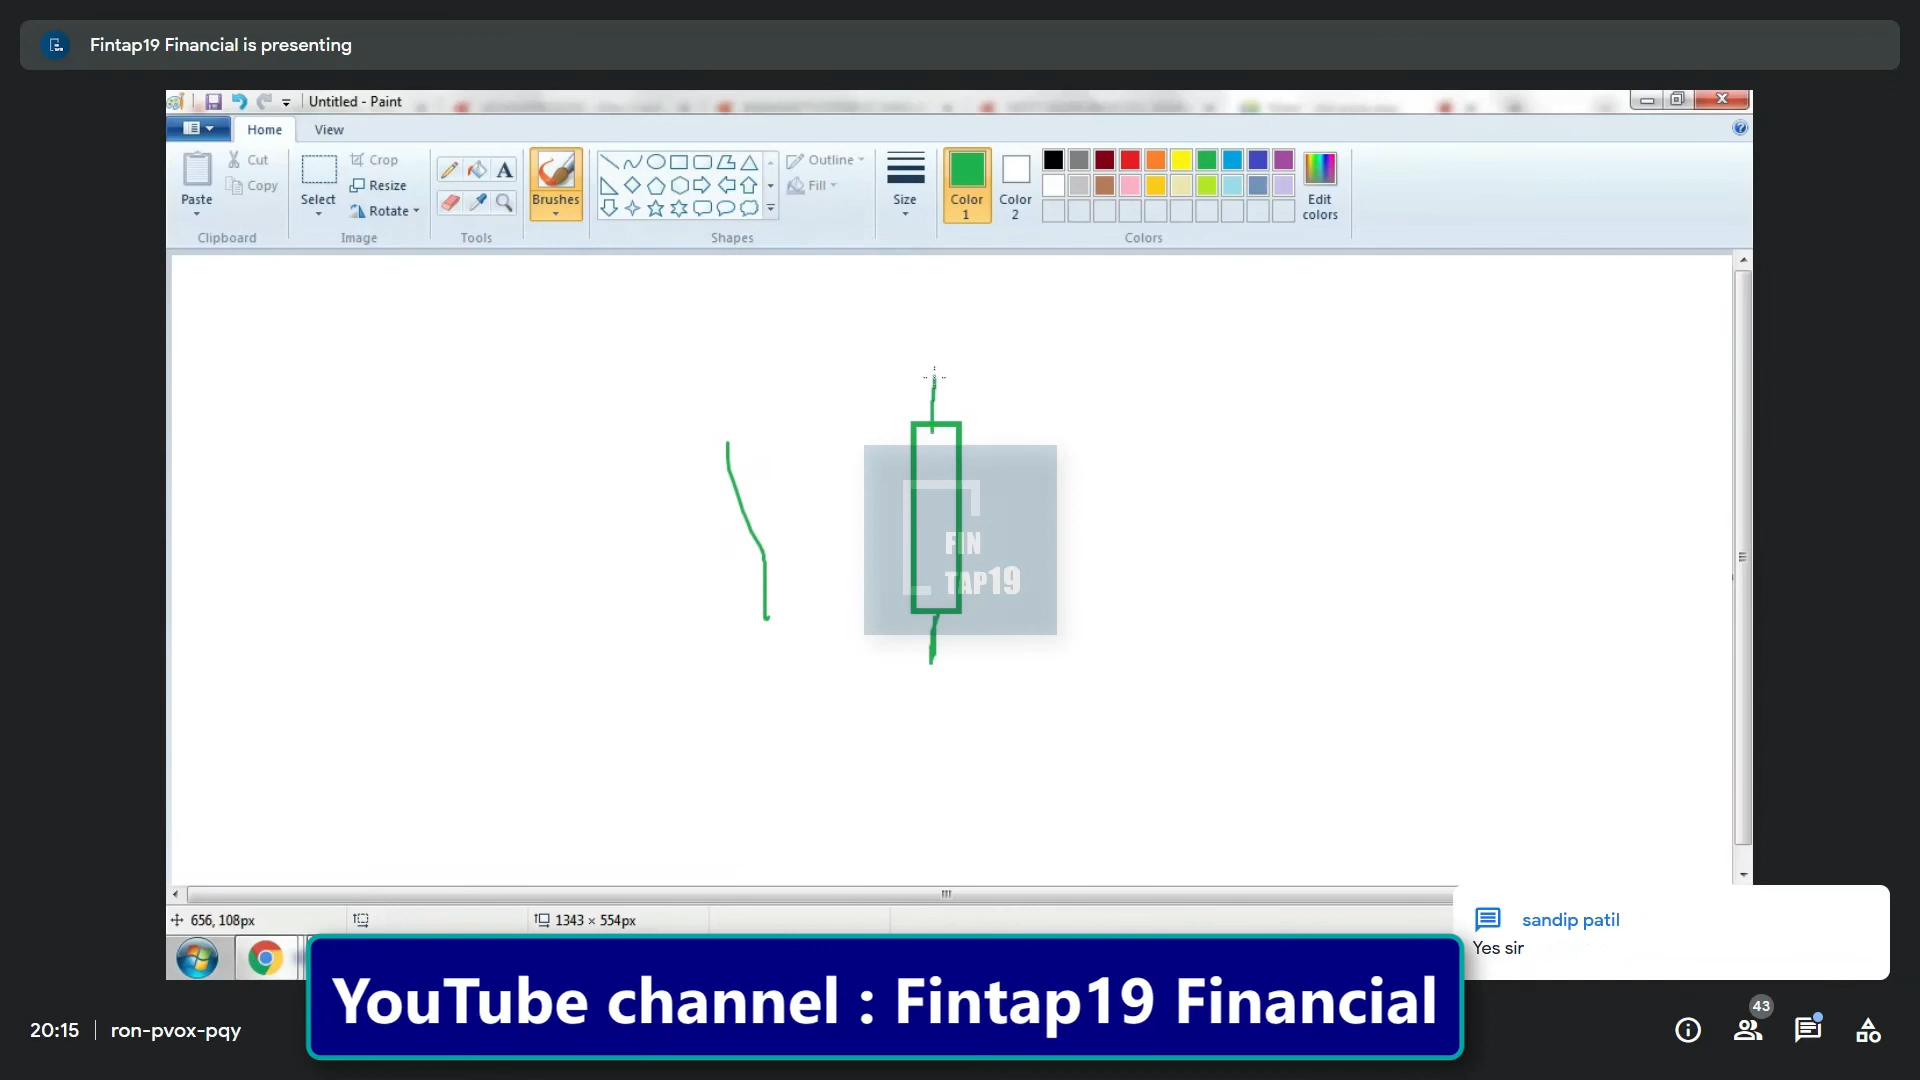 Fintap19 Financial is presenting
Untitled - Paint
Home View
Paste
Cut
Copy
Clipboard
Select
Crop
Resize
Rotate
Image
A
Tools
Brushes
Shapes
Outline
Fill
Size
Color 1
Color 2
Edit colors
Colors
FIN
TAP19
656, 108px
1343 × 554px
sandip patil
Yes sir
YouTube channel : Fintap19 Financial
20:15 | ron-pvox-pqy
43